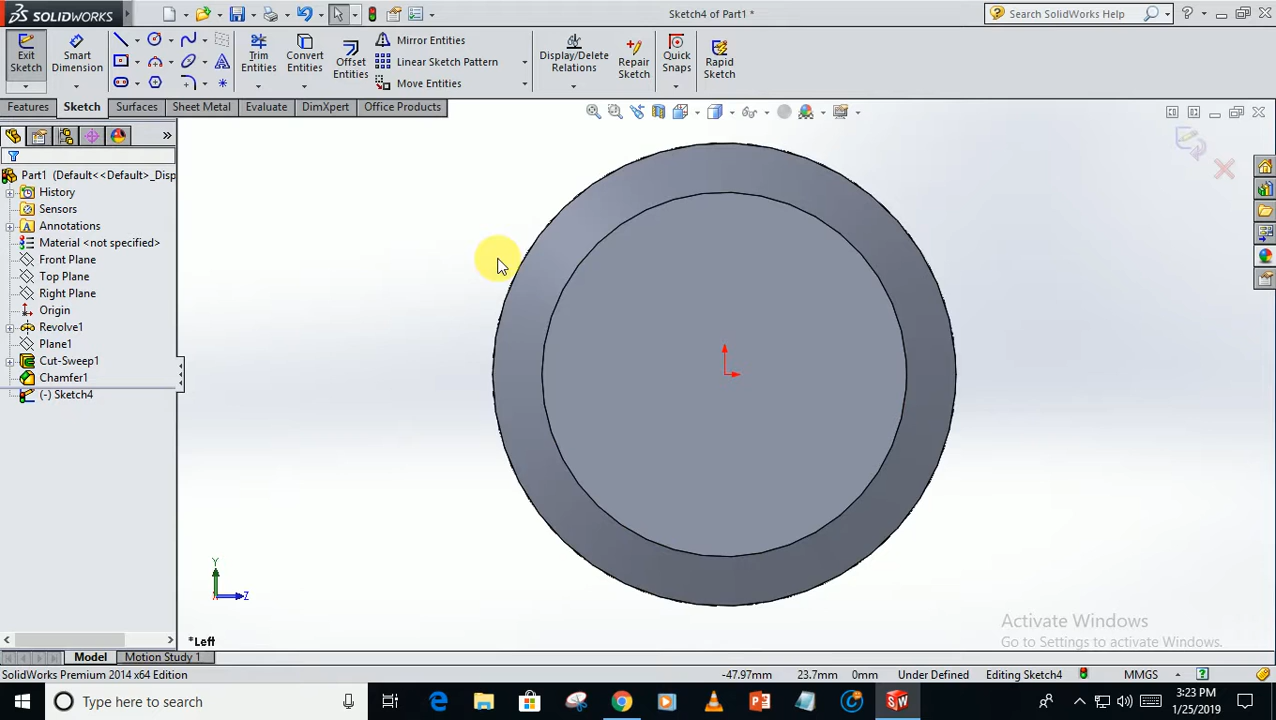 SOLIDWORKS
Sketch4 of Part1 *
Search SolidWorks Help
Exit Sketch
Smart Dimension
Trim Entities
Convert Entities
Offset Entities
Mirror Entities
Linear Sketch Pattern
Move Entities
Display/Delete Relations
Repair Sketch
Quick Snaps
Rapid Sketch
Features
Sketch
Surfaces
Sheet Metal
Evaluate
DimXpert
Office Products
Part1 (Default<<Default>_Disp
History
Sensors
Annotations
Material <not specified>
Front Plane
Top Plane
Right Plane
Origin
Revolve1
Plane1
Cut-Sweep1
Chamfer1
(-) Sketch4
Y
Z
*Left
Activate Windows
Go to Settings to activate Windows.
Model
Motion Study 1
SolidWorks Premium 2014 x64 Edition
-47.97mm
23.7mm
0mm
Under Defined
Editing Sketch4
MMGS
Type here to search
3:23 PM
1/25/2019